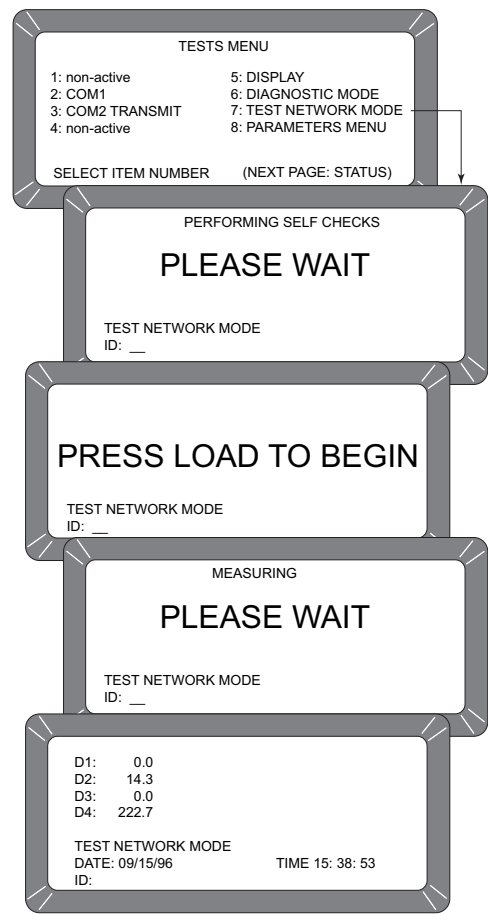 TESTS MENU
1: non-active 5: DISPLAY
2: COM1 6: DIAGNOSTIC MODE
3: COM2 TRANSMIT 7: TEST NETWORK MODE
4: non-active 8: PARAMETERS MENU
SELECT ITEM NUMBER (NEXT PAGE: STATUS)
PERFORMING SELF CHECKS
PLEASE WAIT
TEST NETWORK MODE
ID: __
PRESS LOAD TO BEGIN
TEST NETWORK MODE
ID: __
MEASURING
PLEASE WAIT
TEST NETWORK MODE
ID: __
D1: 0.0
D2: 14.3
D3: 0.0
D4: 222.7
TEST NETWORK MODE
DATE: 09/15/96 TIME 15: 38: 53
ID: